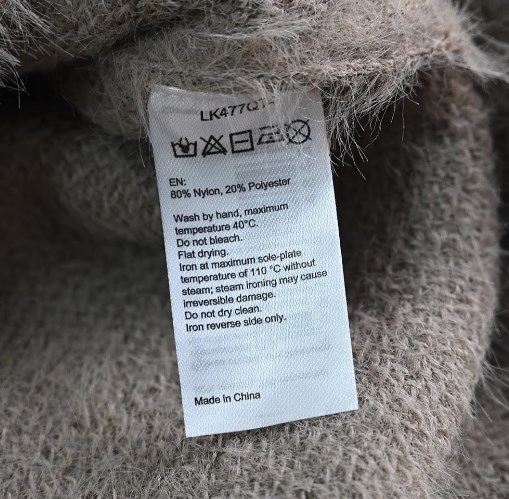 EN:
80% Nylon, 20% Polyester
Wash by hand, maximum
temperature 40°C.
Do not bleach.
Flat drying.
Iron at maximum sole-plate
temperature of 110 °C without
steam; steam ironing may cause
irreversible damage.
Do not dry clean.
Iron reverse side only.
Made In China